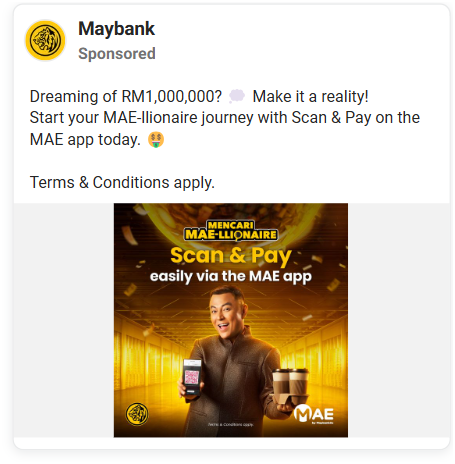 Maybank
Sponsored
Dreaming of RM1,000,000? 💭 Make it a reality!
Start your MAE-llionaire journey with Scan & Pay on the
MAE app today. 🤑
Terms & Conditions apply.
MENCARI
MAE-LLIONAIRE
Scan & Pay
easily via the MAE app
Terms & Conditions apply.
MAE
by Maybank2u